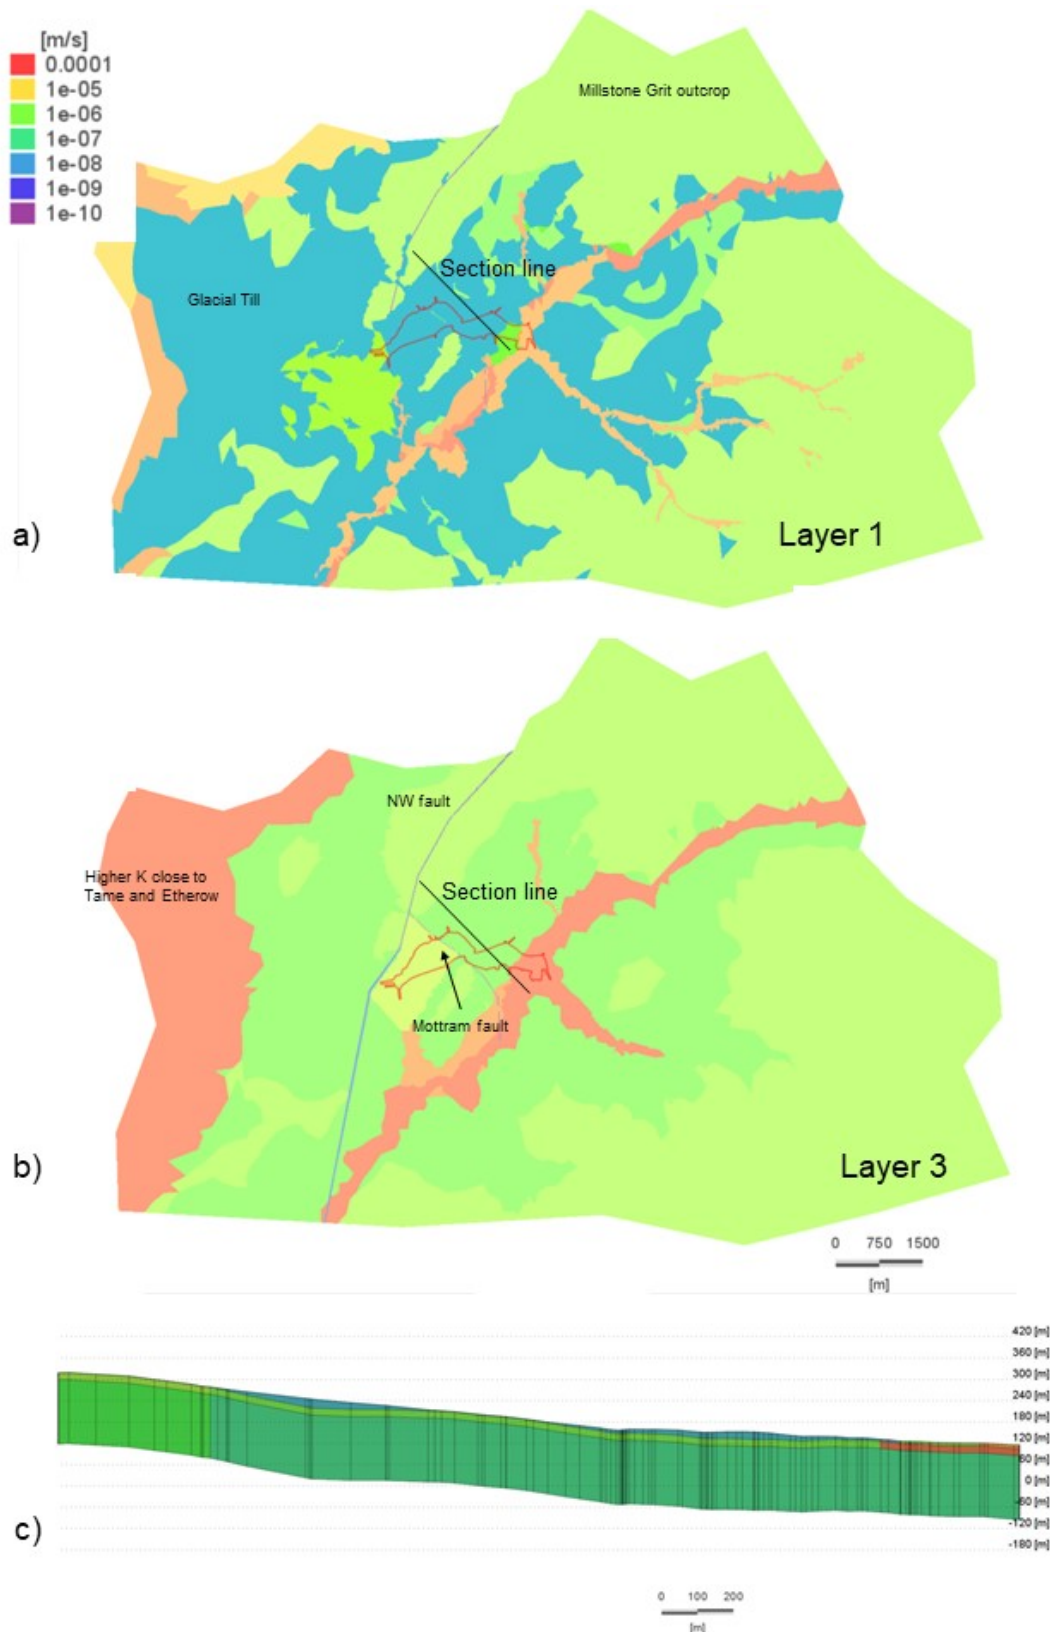 [m/s]
0.0001
1e-05
1e-06
1e-07
1e-08
1e-09
1e-10
Millstone Grit outcrop
Section line
Glacial Till
a)
Layer 1
NW fault
Higher K close to
Tame and Etherow
Section line
Mottram fault
b)
Layer 3
0 750 1500
[m]
420 [m]
360 [m]
300 [m]
240 [m]
180 [m]
120 [m]
60 [m]
0 [m]
-60 [m]
-120 [m]
-180 [m]
c)
0 100 200
[m]